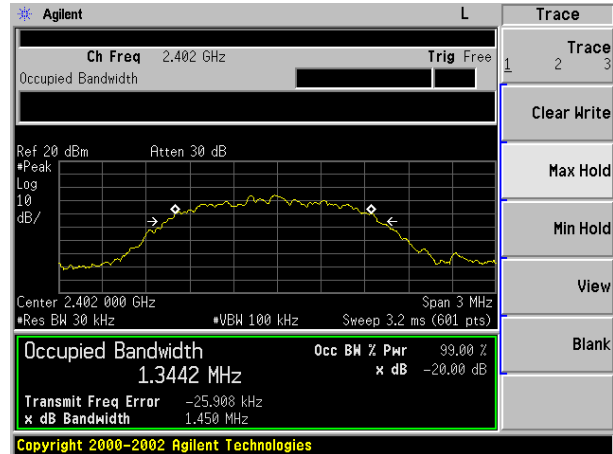 Agilent L Trace
Ch Freq 2.402 GHz Trig Free
Occupied Bandwidth
Trace
1 2 3
Clear Write
Max Hold
Min Hold
View
Blank
Ref 20 dBm Atten 30 dB
#Peak
Log
10
dB/
Center 2.402 000 GHz Span 3 MHz
#Res BW 30 kHz #VBW 100 kHz Sweep 3.2 ms (601 pts)
Occupied Bandwidth Occ BW % Pwr 99.00 %
1.3442 MHz x dB -20.00 dB
Transmit Freq Error -25.908 kHz
x dB Bandwidth 1.450 MHz
Copyright 2000-2002 Agilent Technologies